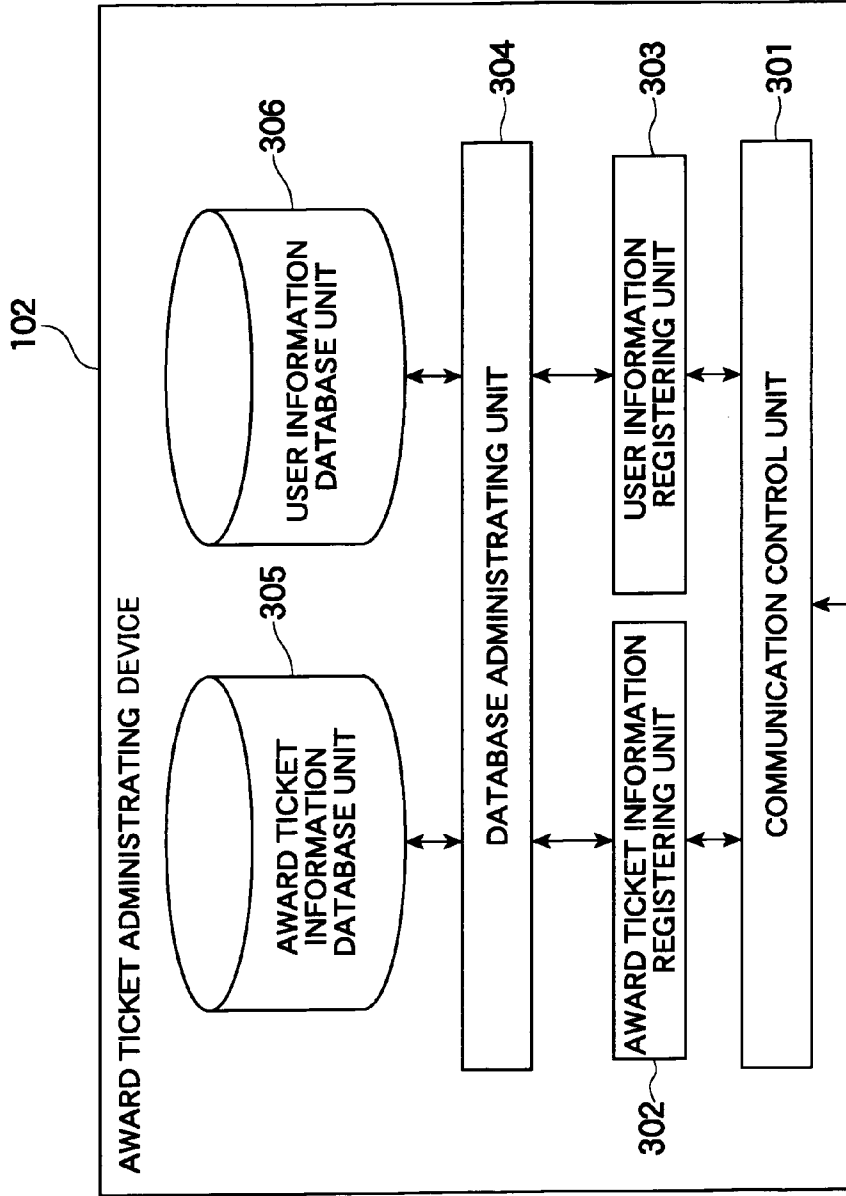 102
AWARD TICKET ADMINISTRATING DEVICE
305
306
AWARD TICKET
INFORMATION
DATABASE UNIT
USER INFORMATION
DATABASE UNIT
304
DATABASE ADMINISTRATING UNIT
302
AWARD TICKET INFORMATION
REGISTERING UNIT
303
USER INFORMATION
REGISTERING UNIT
301
COMMUNICATION CONTROL UNIT